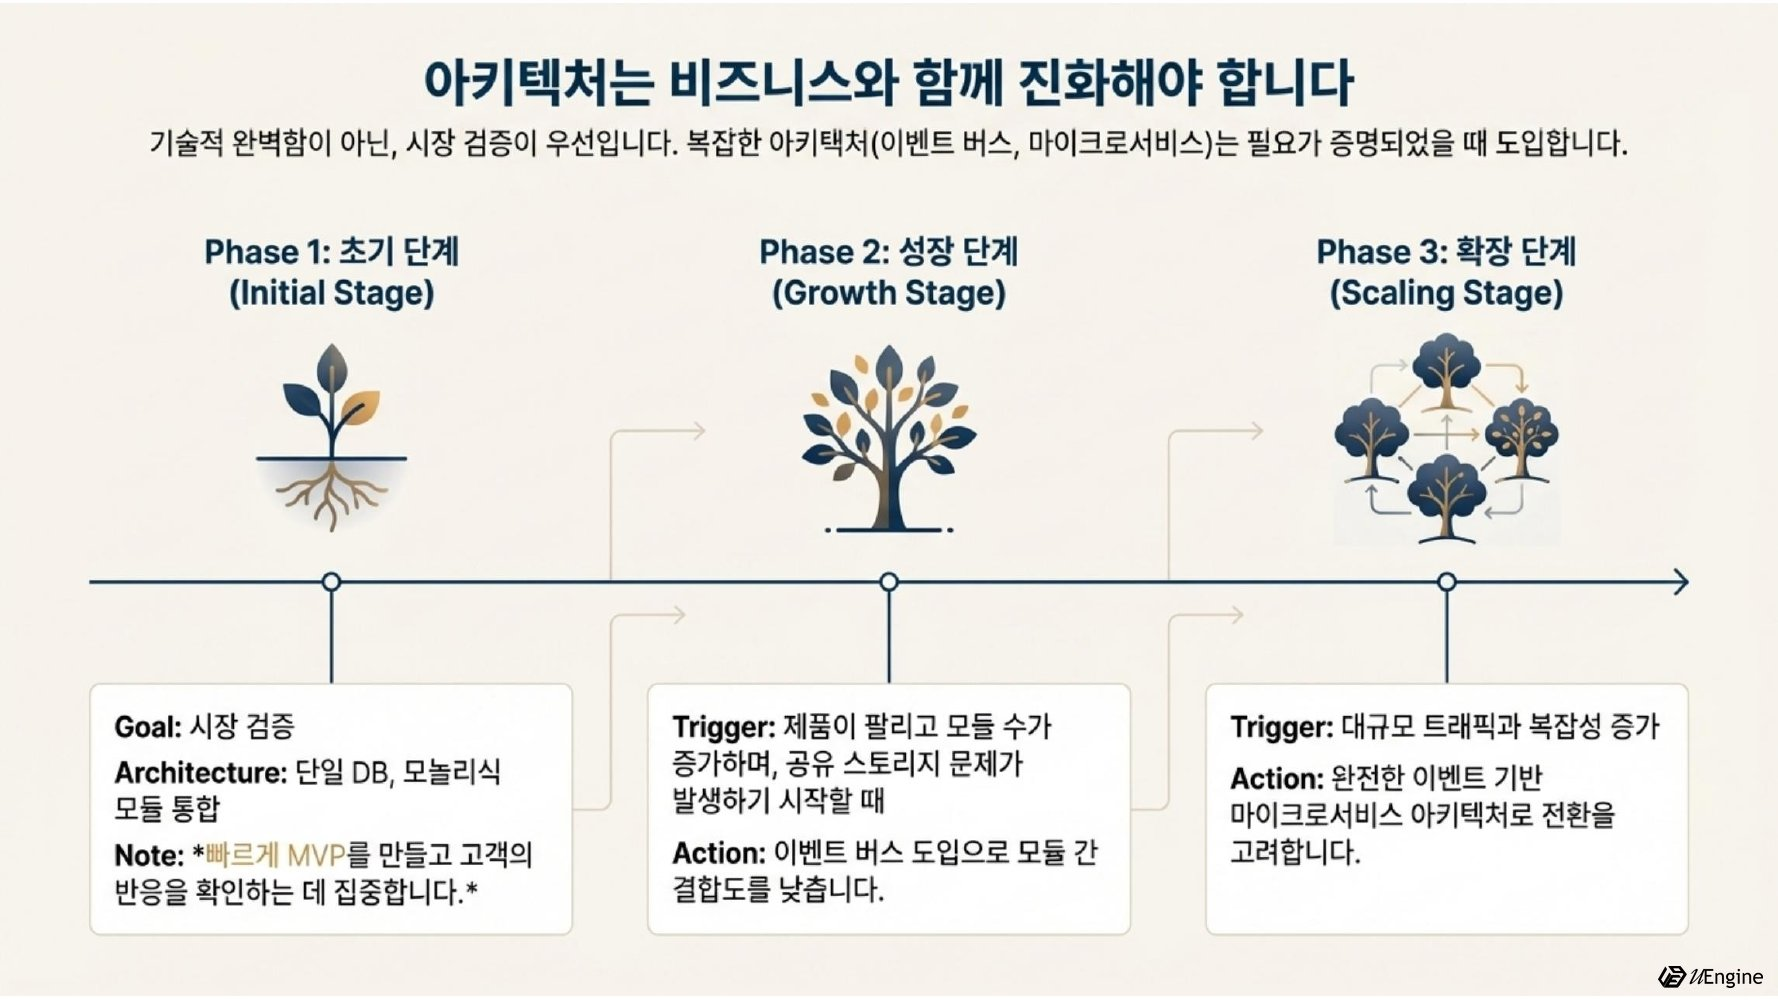 아키텍처는 비즈니스와 함께 진화해야 합니다
기술적 완벽함이 아닌, 시장 검증이 우선입니다. 복잡한 아키택처(이벤트 버스, 마이크로서비스)는 필요가 증명되었을 때 도입합니다.
Phase 1: 초기 단계
(Initial Stage)
Phase 2: 성장 단계
(Growth Stage)
Phase 3: 확장 단계
(Scaling Stage)
Goal: 시장 검증
Architecture: 단일 DB, 모놀리식
모듈 통합
Note: *빠르게 MVP를 만들고 고객의
반응을 확인하는 데 집중합니다.*
Trigger: 제품이 팔리고 모듈 수가
증가하며, 공유 스토리지 문제가
발생하기 시작할 때
Action: 이벤트 버스 도입으로 모듈 간
결합도를 낮춥니다.
Trigger: 대규모 트래픽과 복잡성 증가
Action: 완전한 이벤트 기반
마이크로서비스 아키텍처로 전환을
고려합니다.
uEngine